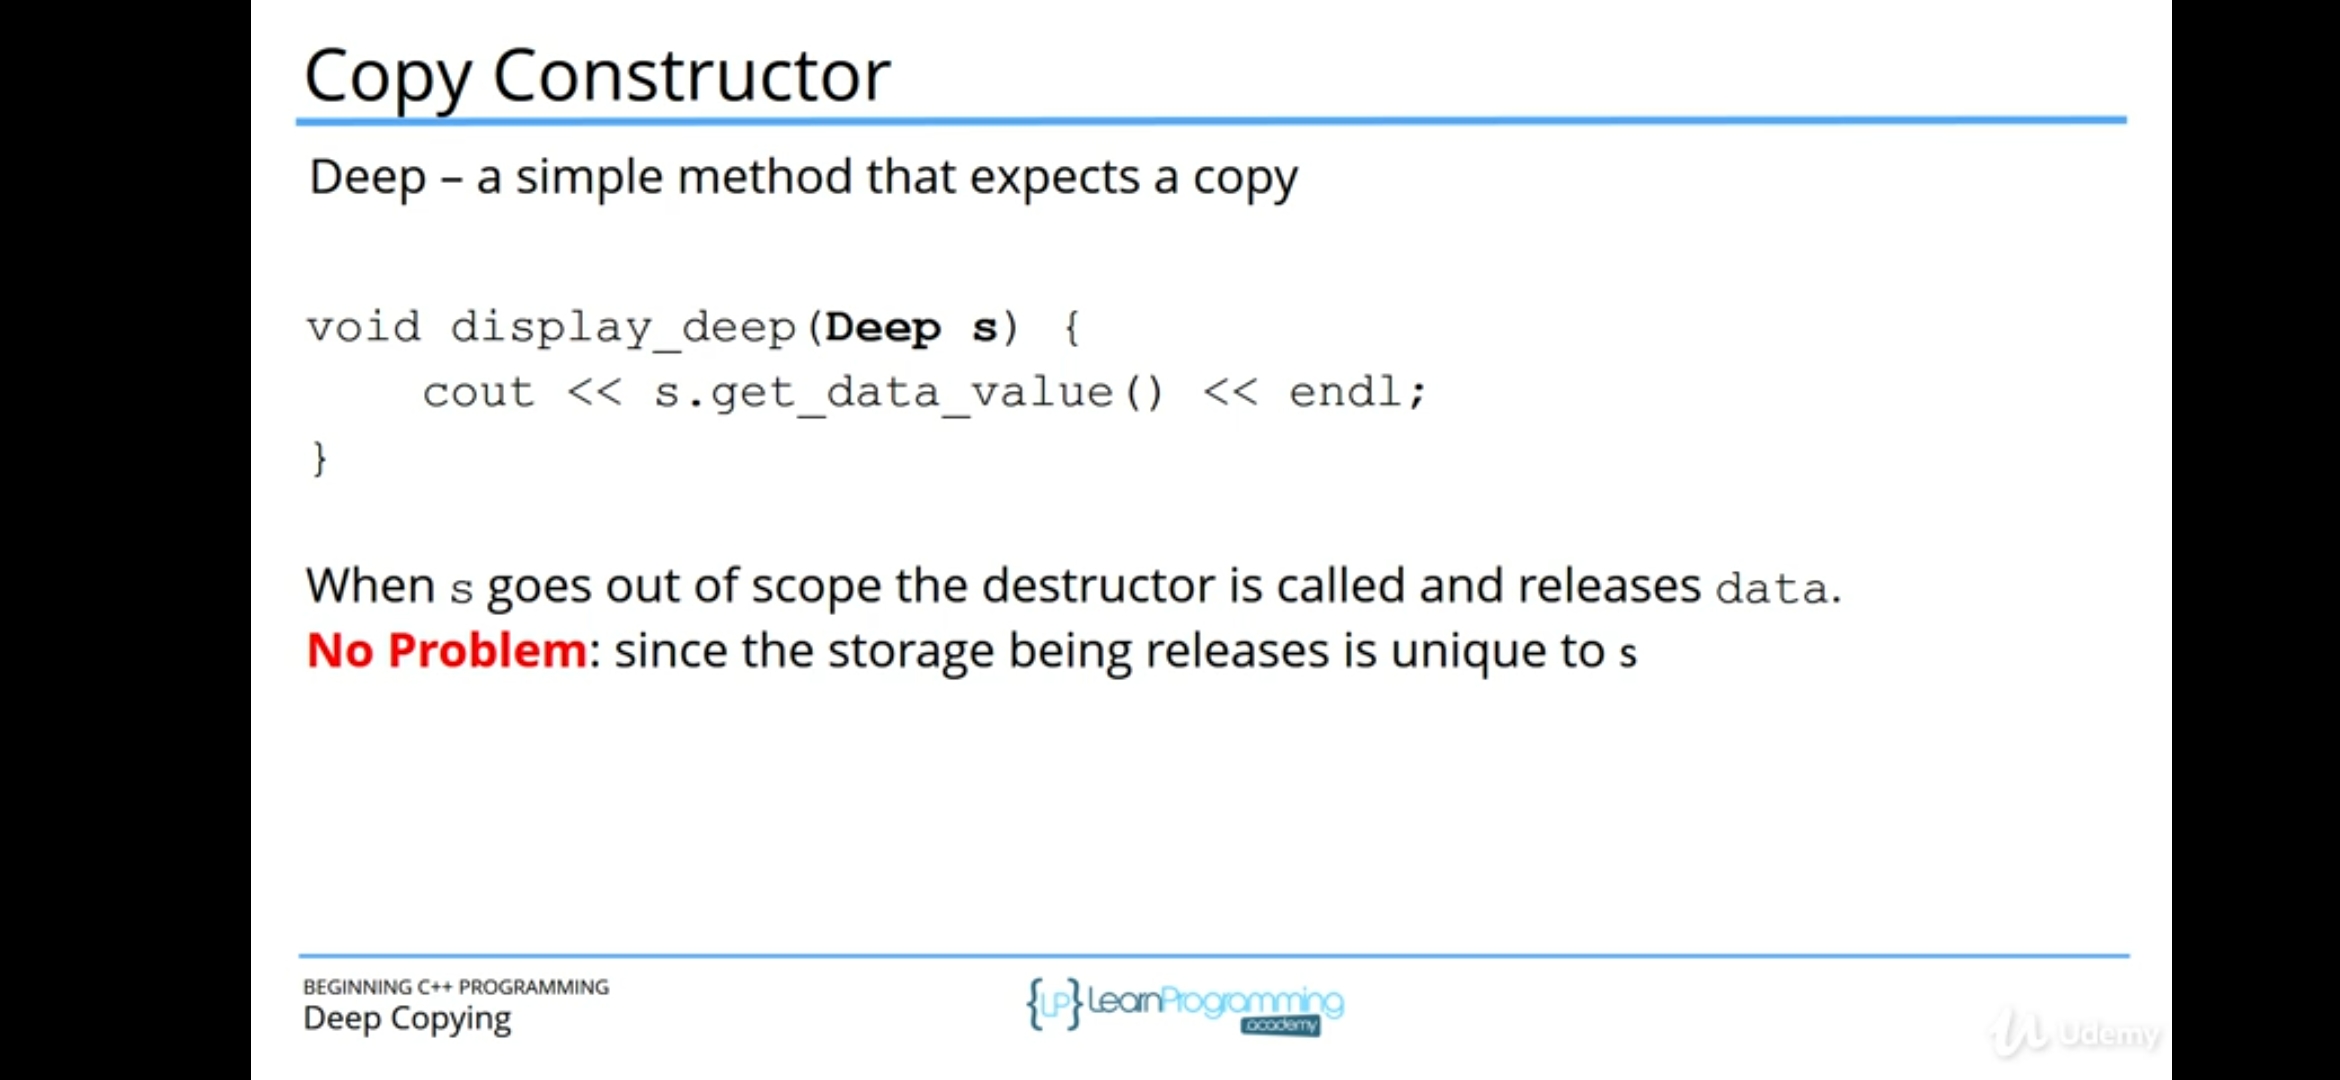 Copy Constructor
Deep – a simple method that expects a copy
void display_deep(Deep s) {
    cout << s.get_data_value() << endl;
}
When s goes out of scope the destructor is called and releases data.
No Problem: since the storage being releases is unique to s
BEGINNING C++ PROGRAMMING
Deep Copying
{LP} LearnProgramming
academy
Udemy